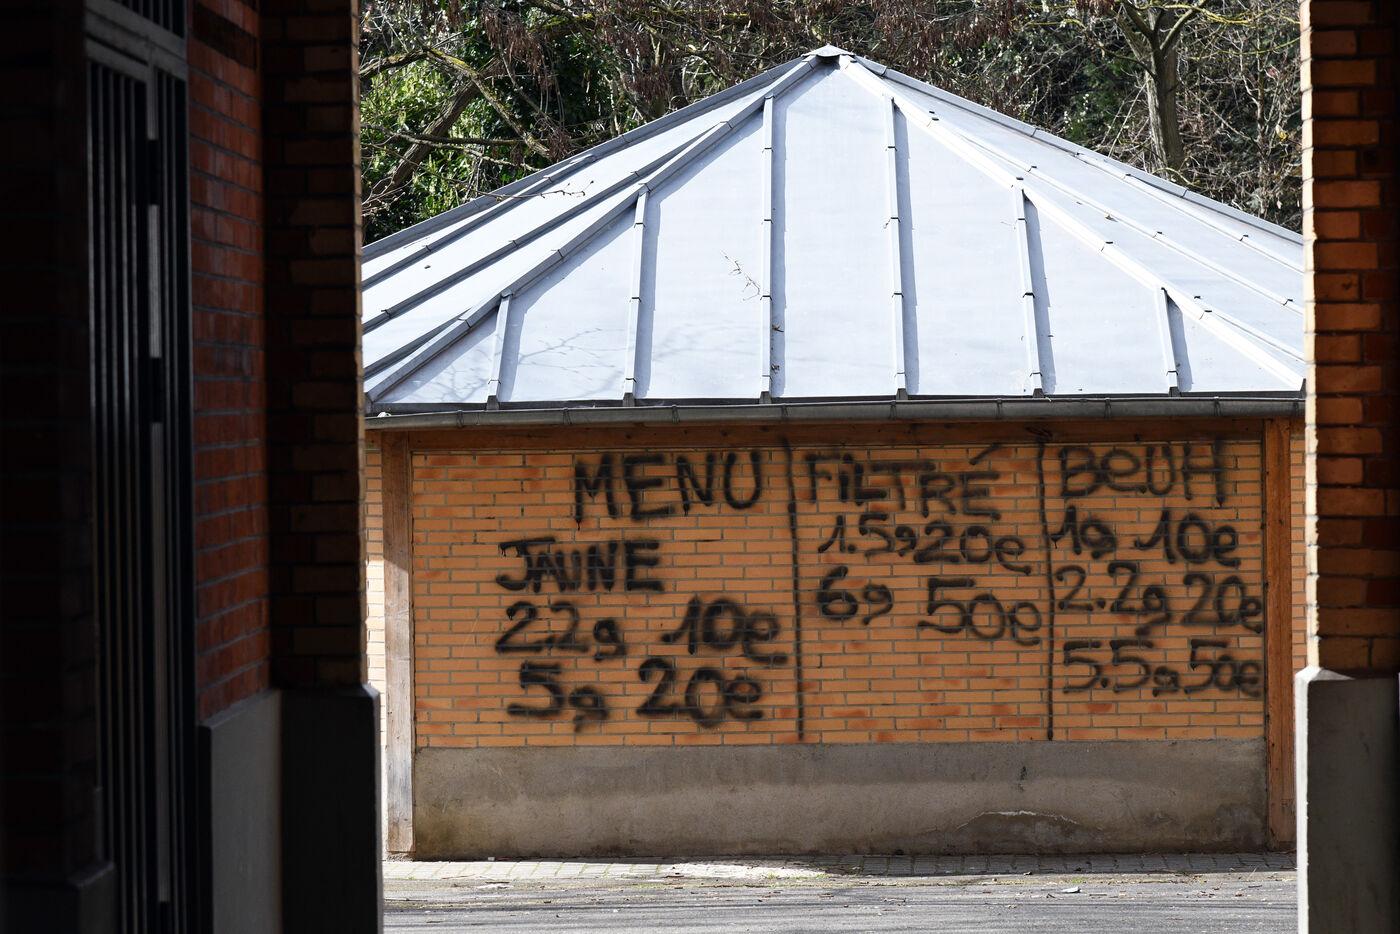 MENU
JAUNE
2.2g 10e
5g 20e
FiLTRÉ
1.5g 20e
6g 50e
BeUH
1g 10e
2.2g 20e
5.5g 50e